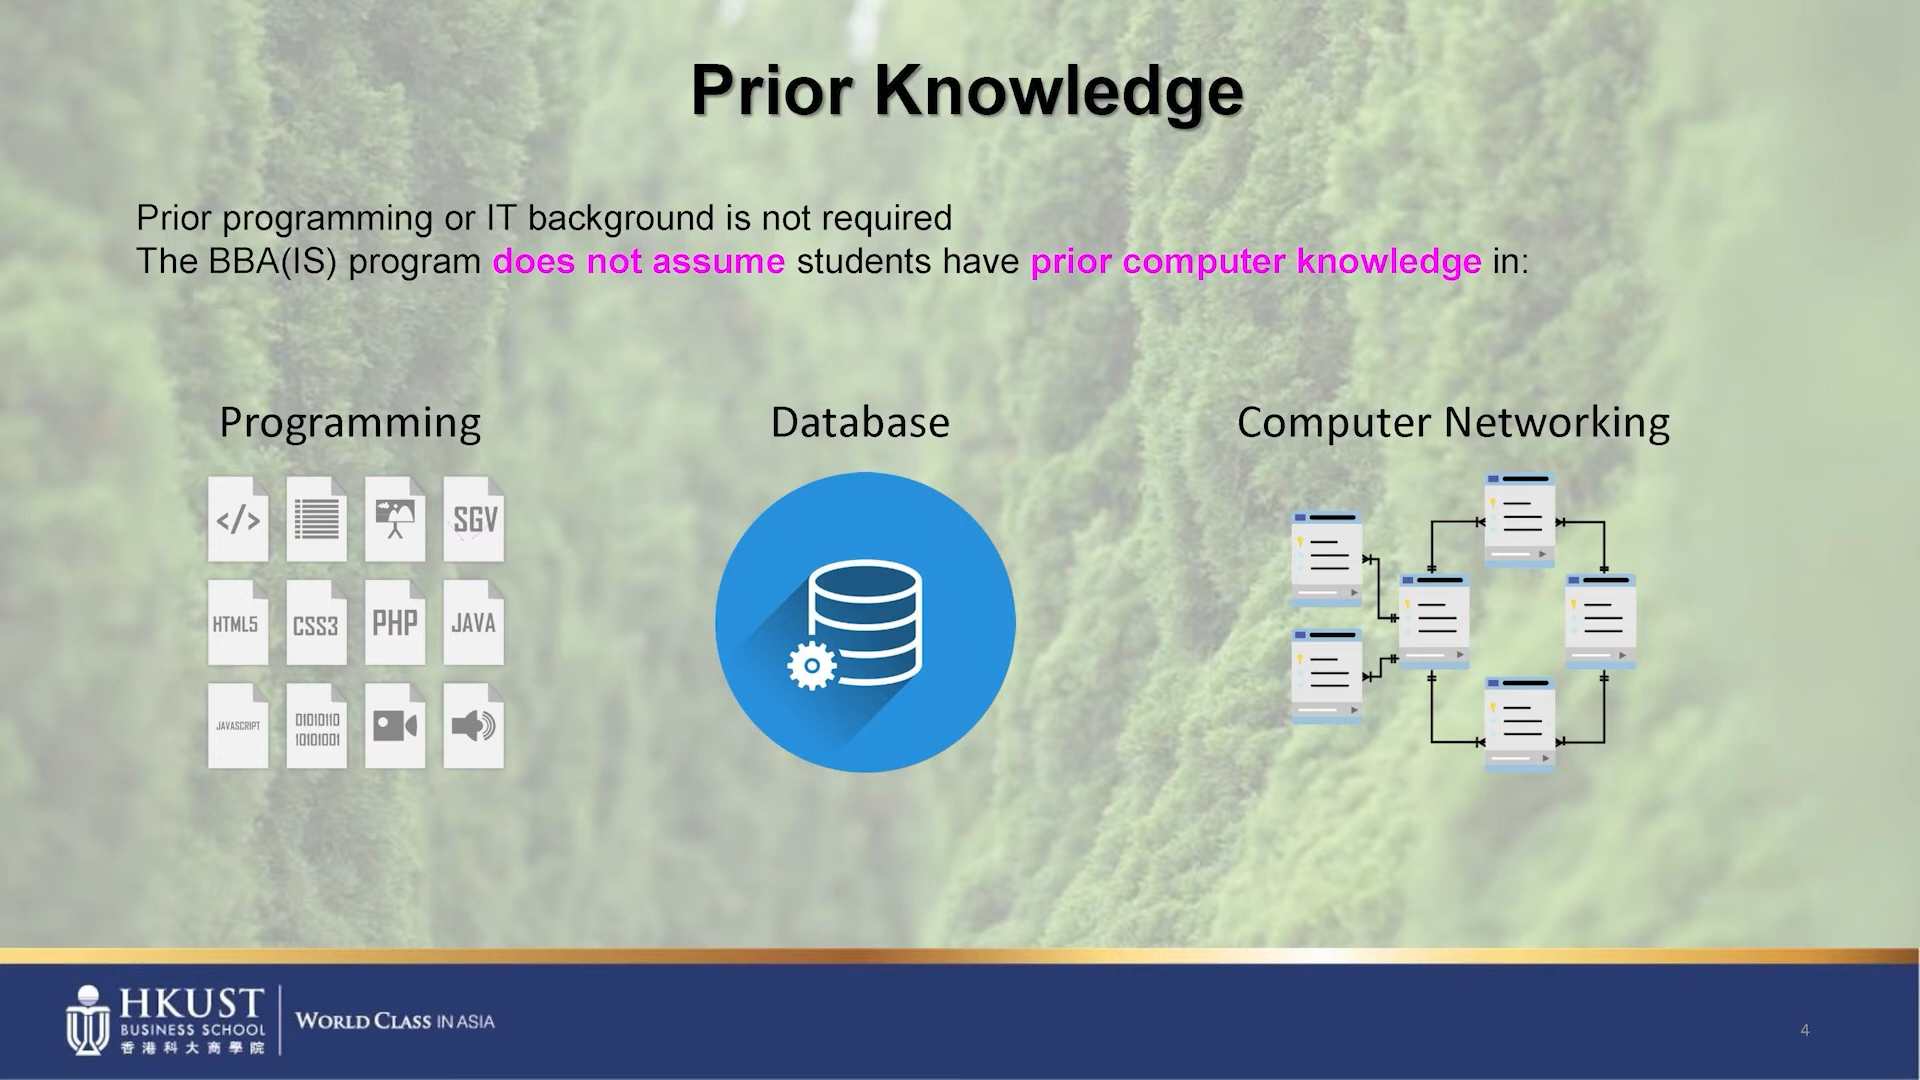 Prior Knowledge
Prior programming or IT background is not required
The BBA(IS) program does not assume students have prior computer knowledge in:
Programming
Database
Computer Networking
</>
SGV
HTML5
CSS3
PHP
JAVA
JAVASCRIPT
01010110
10101001
HKUST
BUSINESS SCHOOL
香港科大商學院
WORLD CLASS IN ASIA
4